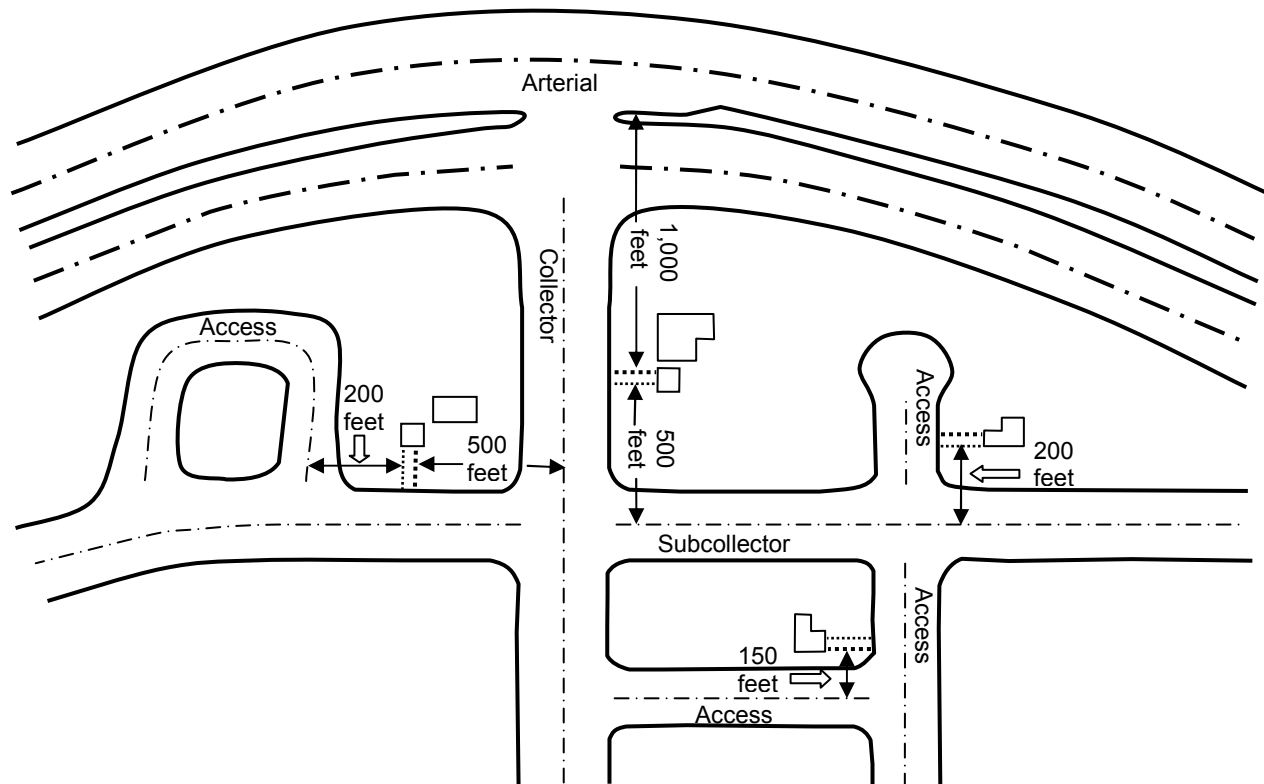 Arterial
1,000
feet
Collector
Access
200
feet
500
feet
500
feet
Access
200
feet
Subcollector
Access
150
feet
Access